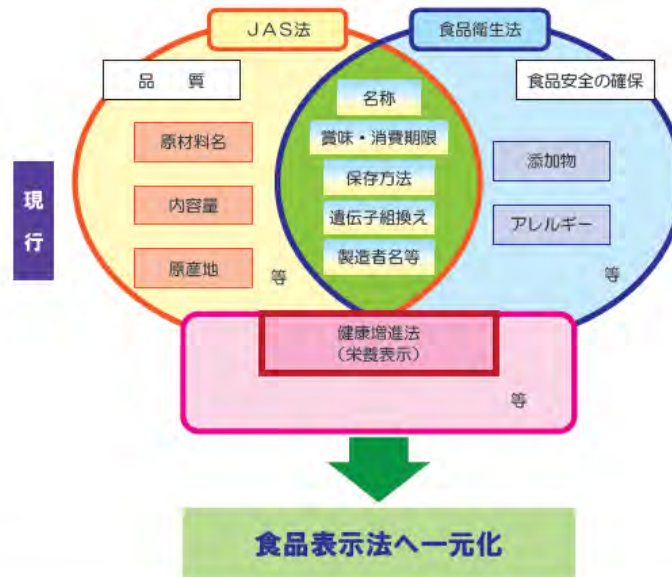 JAS法
食品衛生法
品　質
食品安全の確保
名称
賞味・消費期限
保存方法
遺伝子組換え
製造者名等
原材料名
内容量
原産地
等
添加物
アレルギー
等
現行
健康増進法
(栄養表示)
等
食品表示法へ一元化